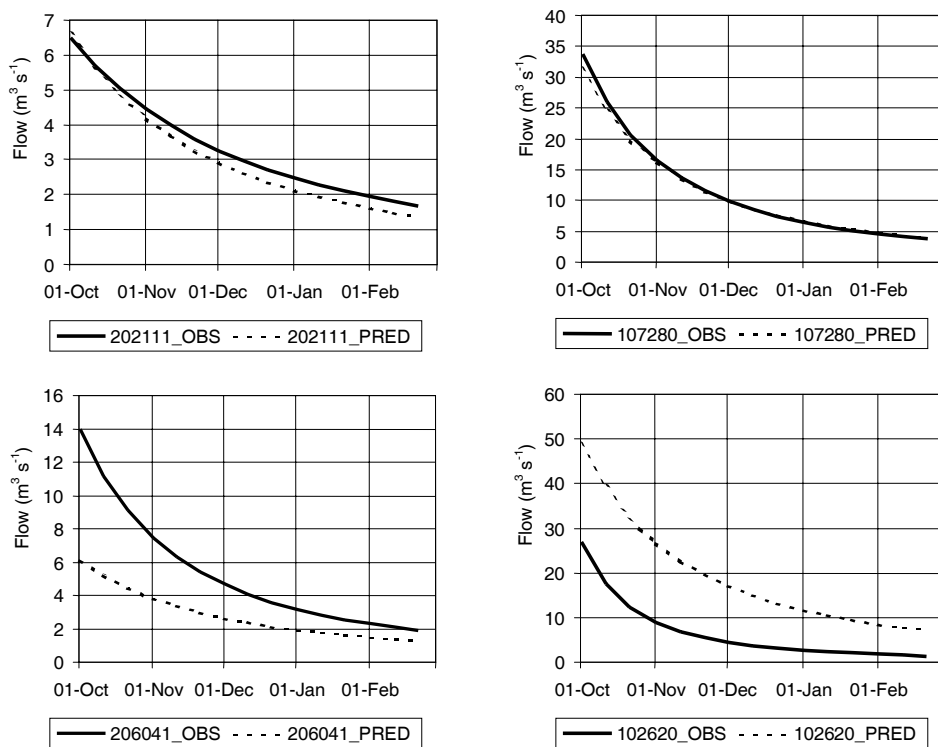 7
6
5
4
3
2
1
0
Flow (m³ s⁻¹)
01-Oct 01-Nov 01-Dec 01-Jan 01-Feb
202111_OBS 202111_PRED
40
35
30
25
20
15
10
5
0
Flow (m³ s⁻¹)
01-Oct 01-Nov 01-Dec 01-Jan 01-Feb
107280_OBS 107280_PRED
16
14
12
10
8
6
4
2
0
Flow (m³ s⁻¹)
01-Oct 01-Nov 01-Dec 01-Jan 01-Feb
206041_OBS 206041_PRED
60
50
40
30
20
10
0
Flow (m³ s⁻¹)
01-Oct 01-Nov 01-Dec 01-Jan 01-Feb
102620_OBS 102620_PRED